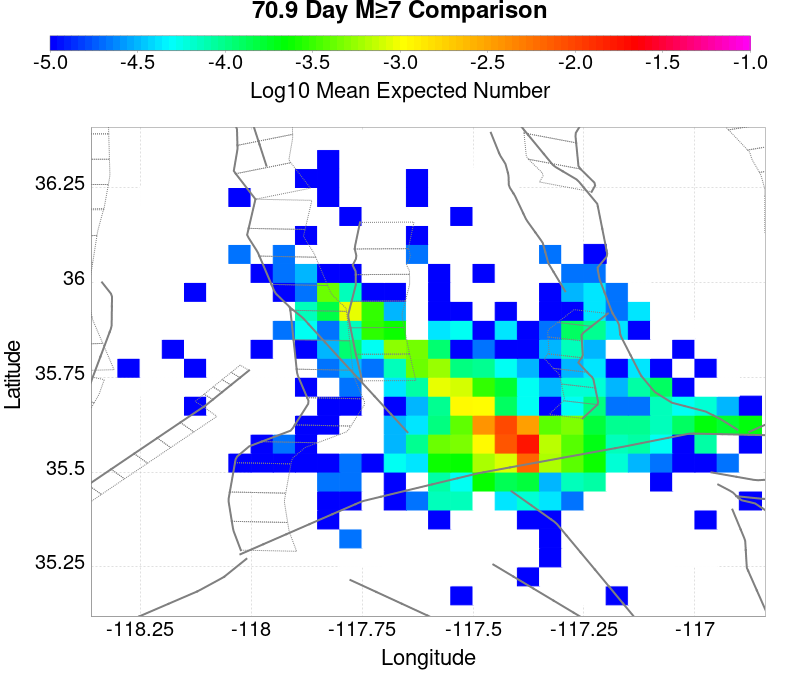 70.9 Day M≥7 Comparison
-5.0 -4.5 -4.0 -3.5 -3.0 -2.5 -2.0 -1.5 -1.0
Log10 Mean Expected Number
36.25
36
35.75
35.5
35.25
Latitude
-118.25 -118 -117.75 -117.5 -117.25 -117
Longitude